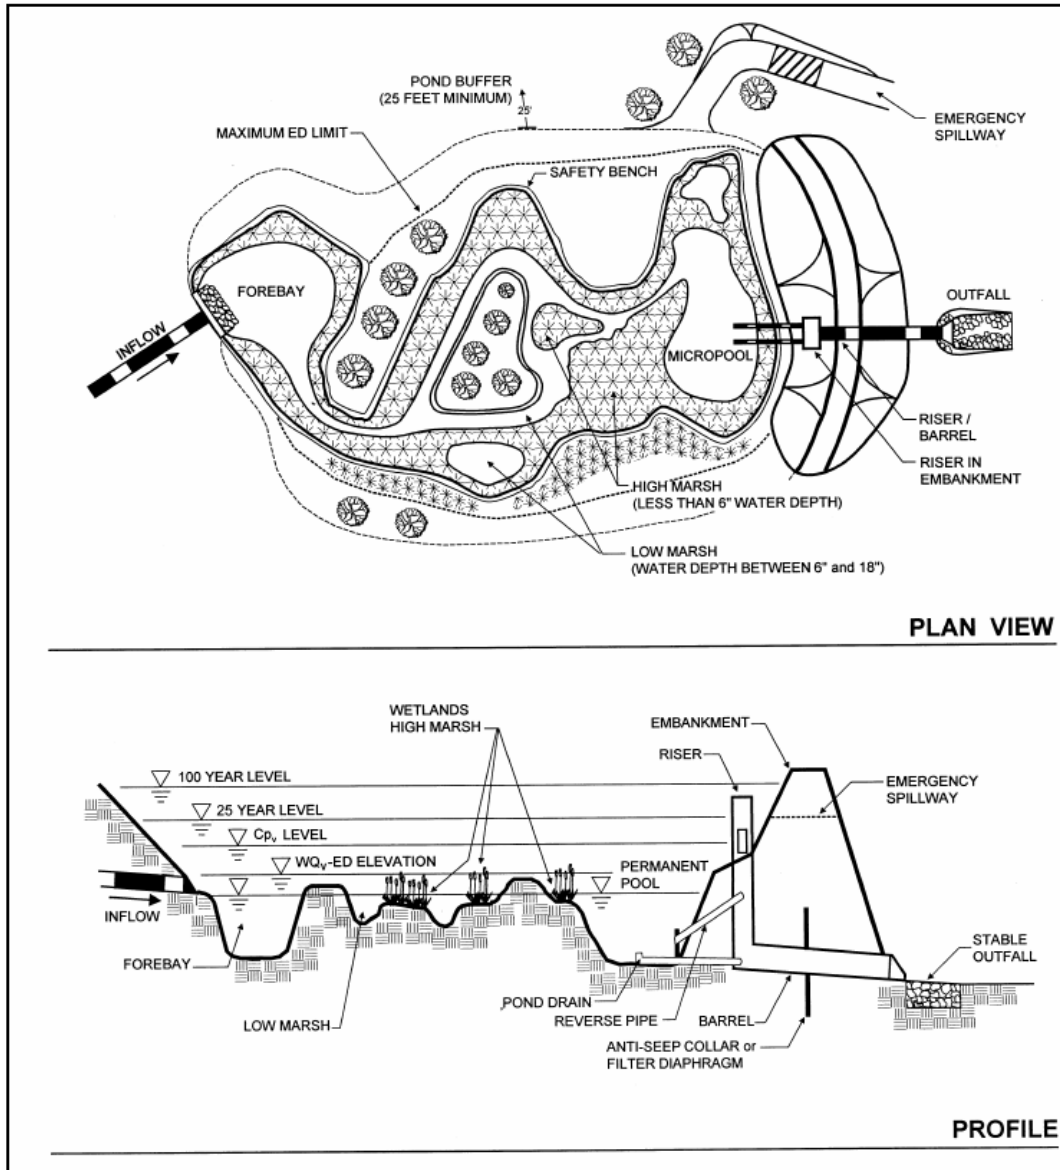 POND BUFFER
(25 FEET MINIMUM)
25'
MAXIMUM ED LIMIT
EMERGENCY
SPILLWAY
SAFETY BENCH
FOREBAY
INFLOW
OUTFALL
MICROPOOL
RISER /
BARREL
RISER IN
EMBANKMENT
HIGH MARSH
(LESS THAN 6" WATER DEPTH)
LOW MARSH
(WATER DEPTH BETWEEN 6" and 18")
PLAN VIEW
WETLANDS
HIGH MARSH
EMBANKMENT
RISER
100 YEAR LEVEL
EMERGENCY
SPILLWAY
25 YEAR LEVEL
Cpv LEVEL
WQv-ED ELEVATION
PERMANENT
POOL
INFLOW
FOREBAY
STABLE
OUTFALL
POND DRAIN
LOW MARSH
REVERSE PIPE
BARREL
ANTI-SEEP COLLAR or
FILTER DIAPHRAGM
PROFILE